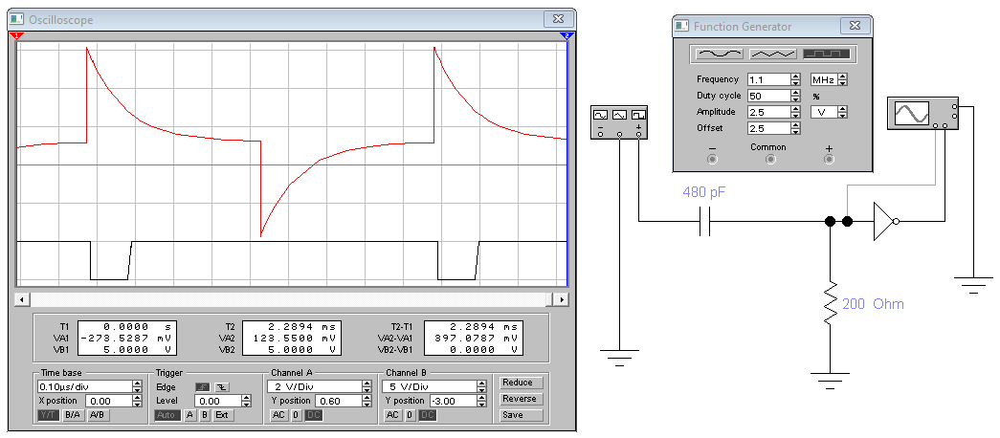 Oscilloscope
1
2
T1 0.0000 s
VA1 -273.5287 mV
VB1 5.0000 V
T2 2.2894 ms
VA2 123.5500 mV
VB2 5.0000 V
T2-T1 2.2894 ms
VA2-VA1 397.0787 mV
VB2-VB1 0.0000 V
Time base
0.10µs/div
X position 0.00
Y/T B/A A/B
Trigger
Edge
Level 0.00
Auto A B Ext
Channel A
2 V/Div
Y position 0.60
AC 0 DC
Channel B
5 V/Div
Y position -3.00
AC 0 DC
Reduce
Reverse
Save
Function Generator
Frequency 1.1 MHz
Duty cycle 50 %
Amplitude 2.5 V
Offset 2.5
− Common +
− +
480 pF
200 Ohm